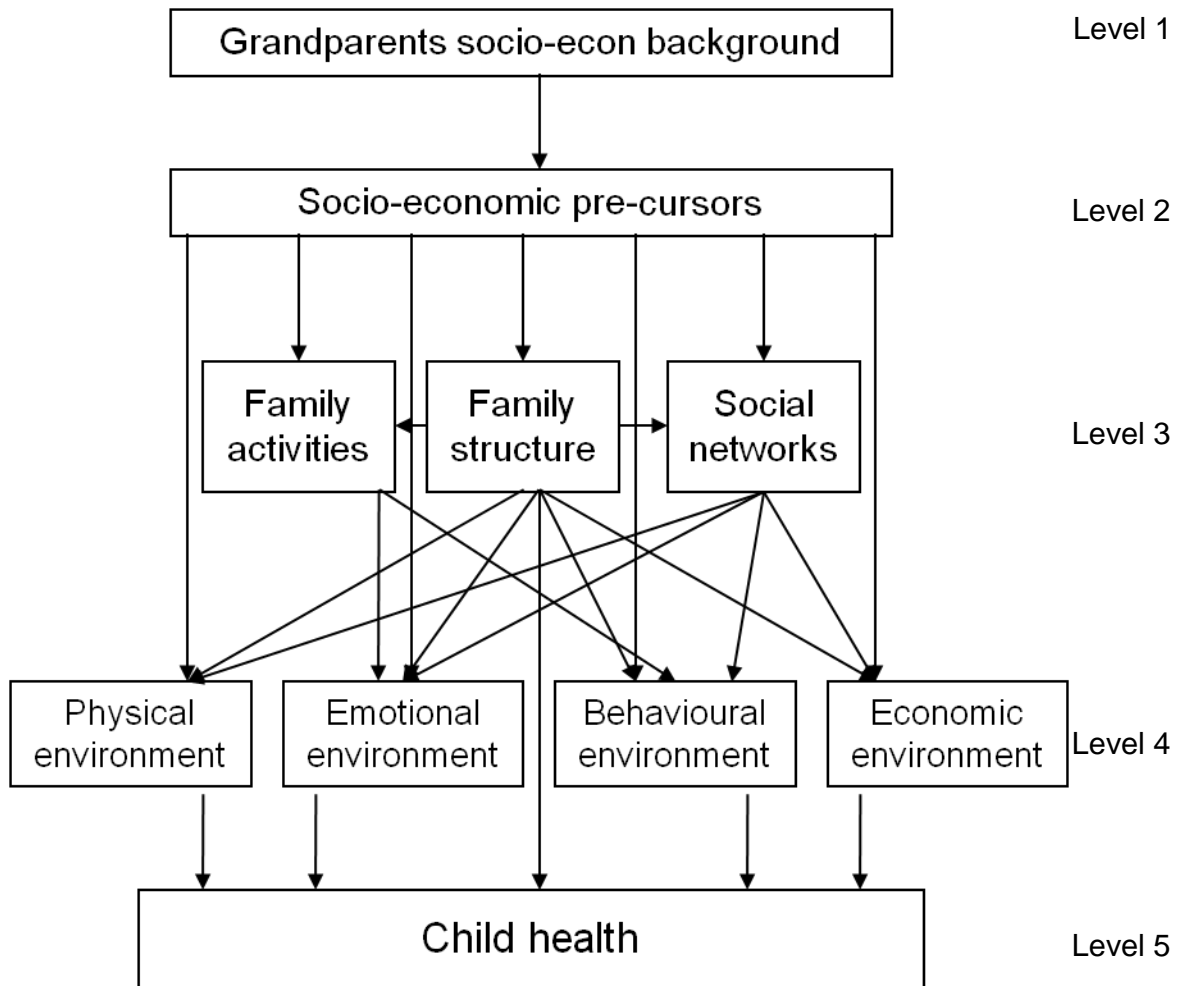 Grandparents socio-econ background
Level 1
Socio-economic pre-cursors
Level 2
Family
activities
Family
structure
Social
networks
Level 3
Physical
environment
Emotional
environment
Behavioural
environment
Economic
environment
Level 4
Child health
Level 5